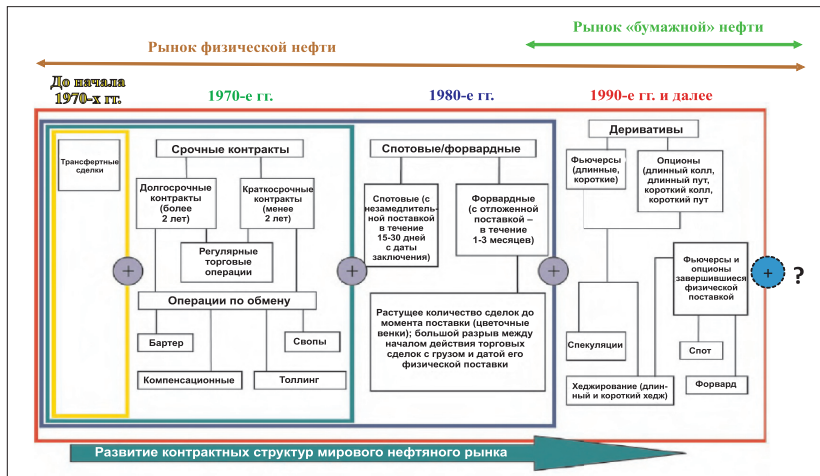 Рынок «бумажной» нефти
Рынок физической нефти
До начала
1970-х гг.
1970-е гг.
1980-е гг.
1990-е гг. и далее
Трансфертные
сделки
Срочные контракты
Долгосрочные
контракты
(более
2 лет)
Краткосрочные
контракты
(менее
2 лет)
Регулярные
торговые
операции
Операции по обмену
Бартер
Свопы
Компенсационные
Толлинг
Спотовые/форвардные
Спотовые (с
незамедлитель-
ной поставкой
в течение
15-30 дней
с даты
заключения)
Форвардные
(с отложенной
поставкой –
в течение
1-3 месяцев)
Растущее количество сделок до
момента поставки (цветочные
венки); большой разрыв между
началом действия торговых
сделок с грузом и датой его
физической поставки
Деривативы
Фьючерсы
(длинные,
короткие)
Опционы
(длинный колл,
длинный пут,
короткий колл,
короткий пут)
Фьючерсы и
опционы
завершившиеся
физической
поставкой
Спекуляции
Спот
Хеджирование (длин-
ный и короткий хедж)
Форвард
+
+
+
+
?
Развитие контрактных структур мирового нефтяного рынка